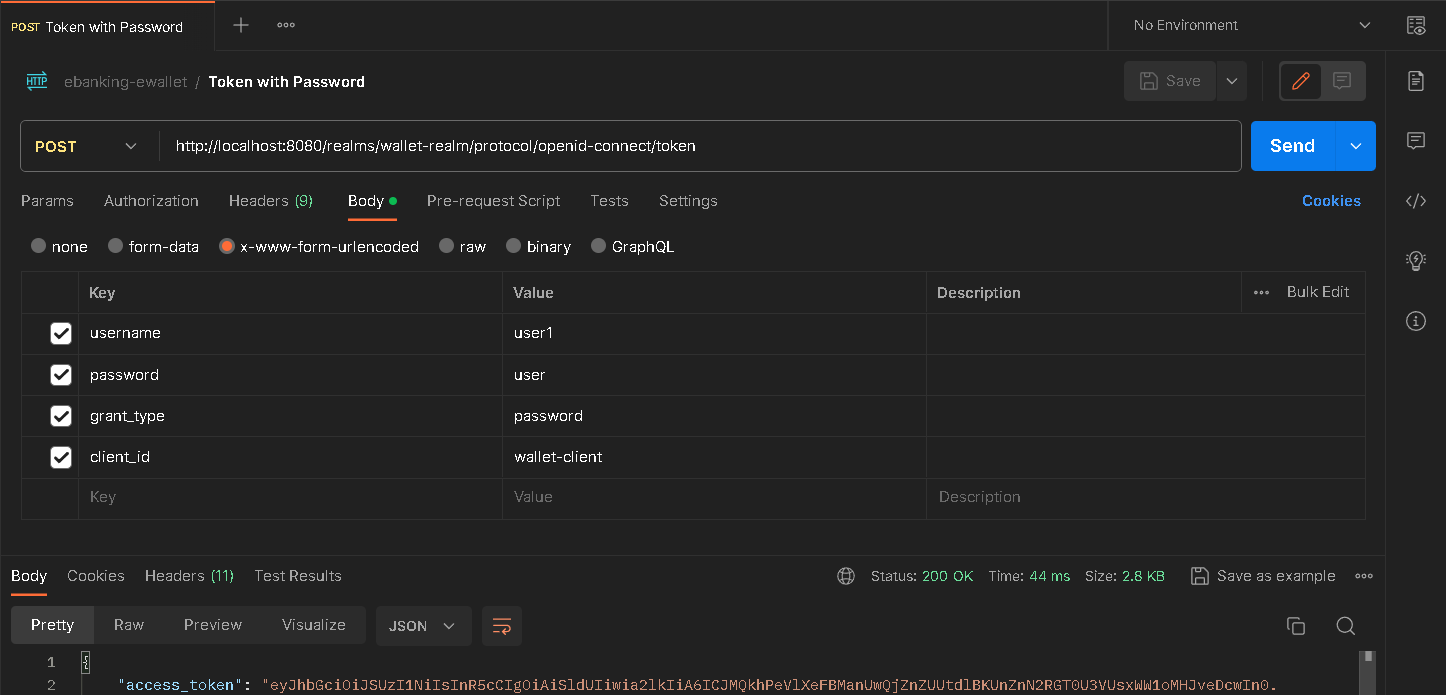 POST Token with Password
No Environment
HTTP ebanking-ewallet / Token with Password
Save
POST http://localhost:8080/realms/wallet-realm/protocol/openid-connect/token
Send
Params Authorization Headers (9) Body Pre-request Script Tests Settings Cookies
none form-data x-www-form-urlencoded raw binary GraphQL
Key Value Description Bulk Edit
username user1
password user
grant_type password
client_id wallet-client
Key Value Description
Body Cookies Headers (11) Test Results Status: 200 OK Time: 44 ms Size: 2.8 KB Save as example
Pretty Raw Preview Visualize JSON
1 {
2 "access_token":